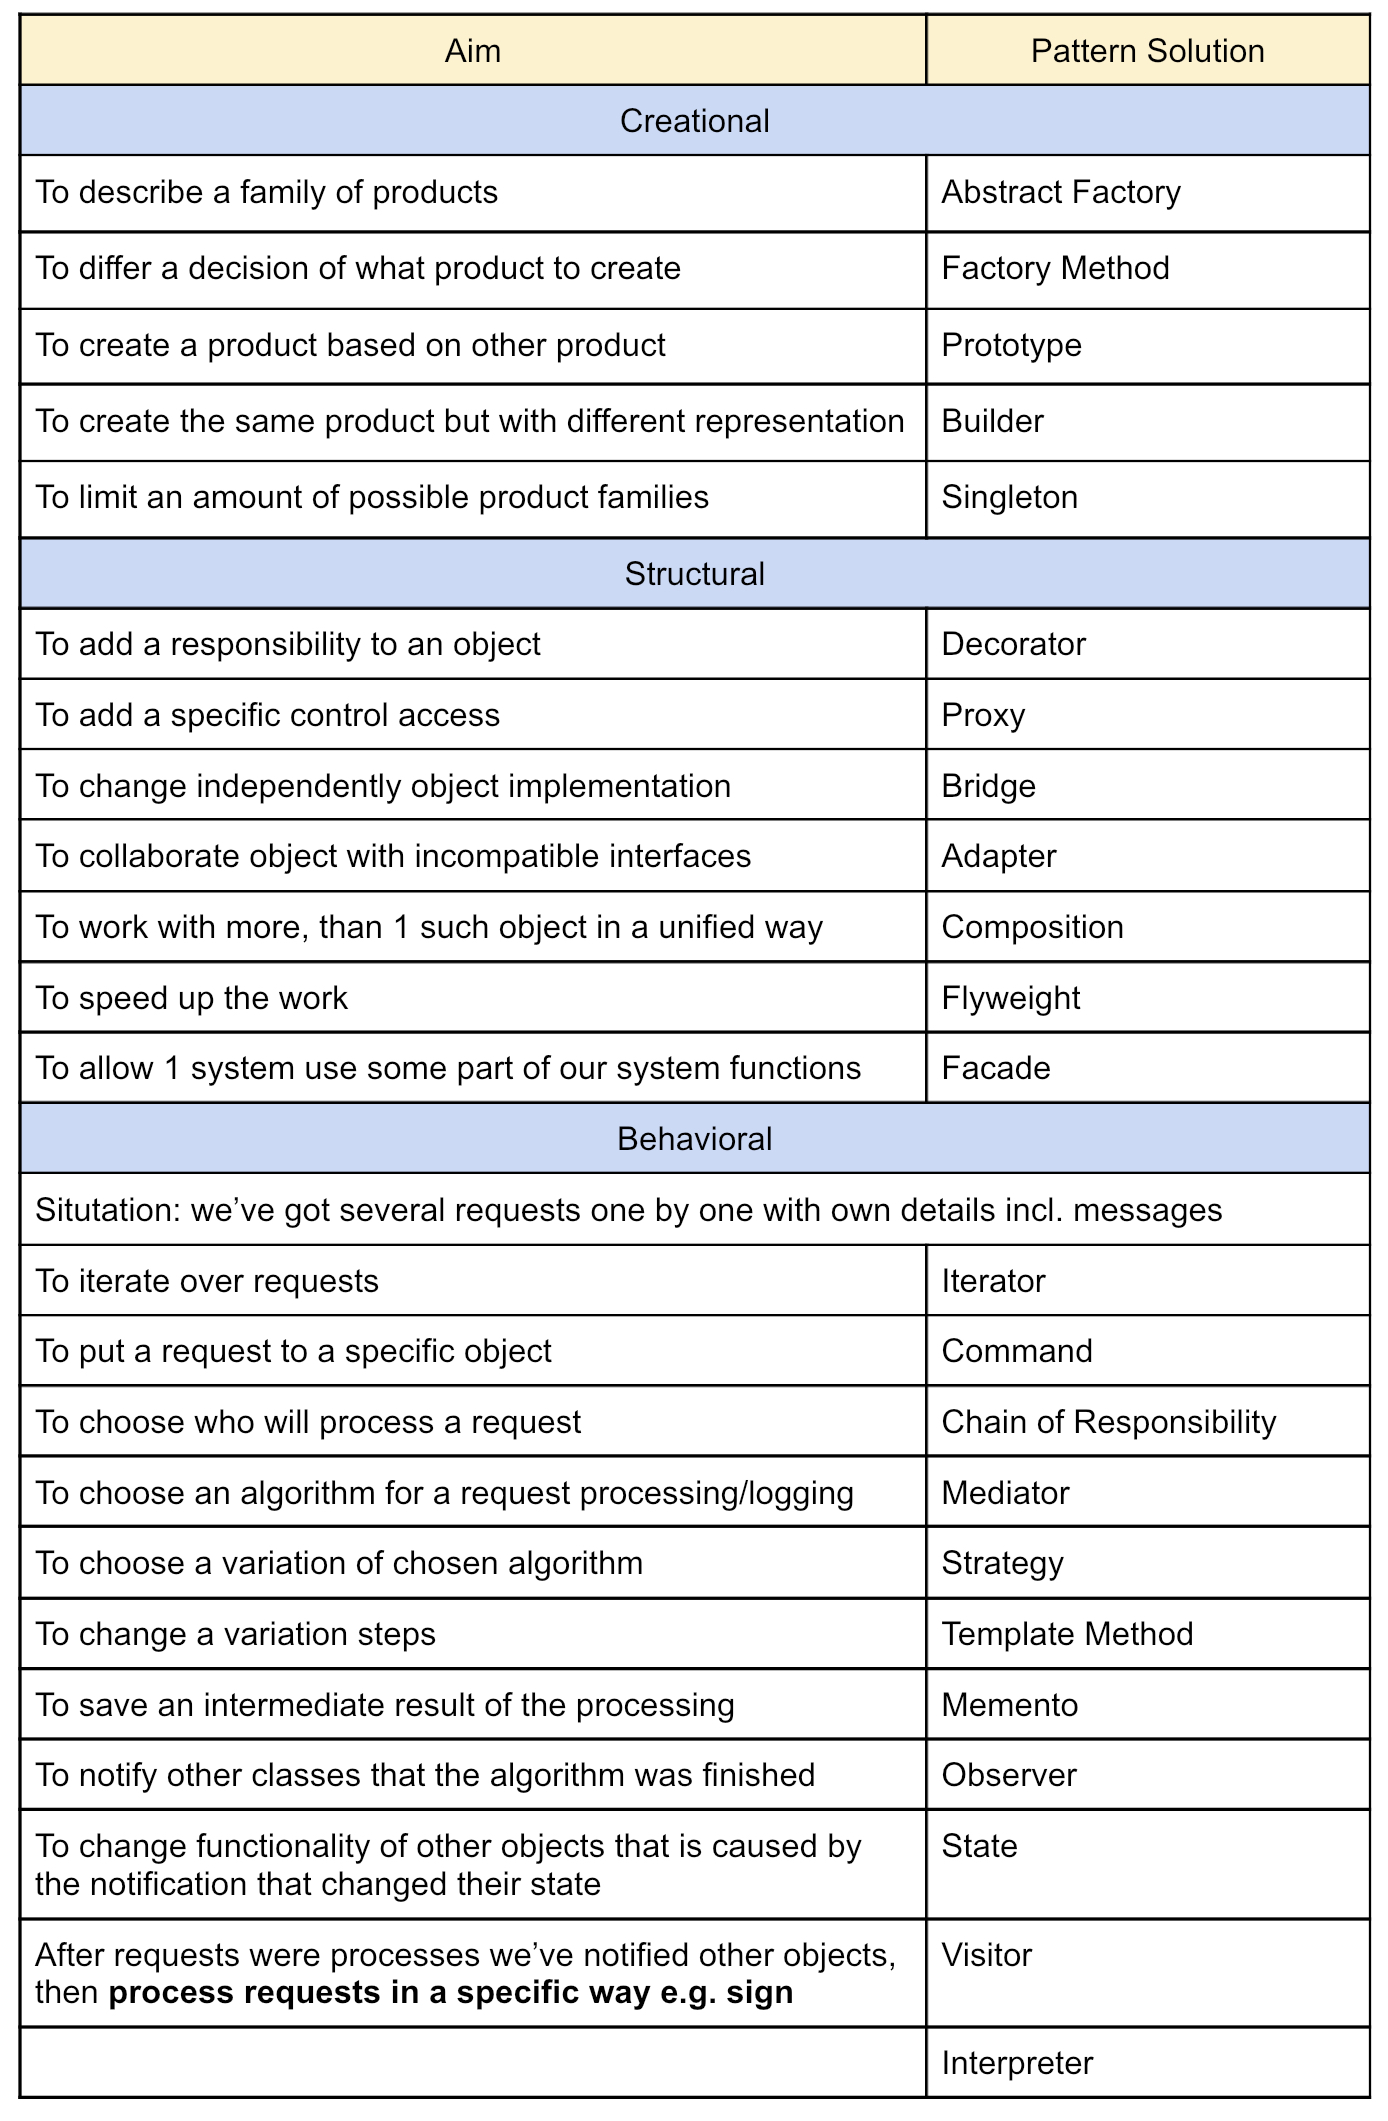 Aim Pattern Solution
Creational
To describe a family of products Abstract Factory
To differ a decision of what product to create Factory Method
To create a product based on other product Prototype
To create the same product but with different representation Builder
To limit an amount of possible product families Singleton
Structural
To add a responsibility to an object Decorator
To add a specific control access Proxy
To change independently object implementation Bridge
To collaborate object with incompatible interfaces Adapter
To work with more, than 1 such object in a unified way Composition
To speed up the work Flyweight
To allow 1 system use some part of our system functions Facade
Behavioral
Situtation: we’ve got several requests one by one with own details incl. messages
To iterate over requests Iterator
To put a request to a specific object Command
To choose who will process a request Chain of Responsibility
To choose an algorithm for a request processing/logging Mediator
To choose a variation of chosen algorithm Strategy
To change a variation steps Template Method
To save an intermediate result of the processing Memento
To notify other classes that the algorithm was finished Observer
To change functionality of other objects that is caused by State
the notification that changed their state
After requests were processes we’ve notified other objects, Visitor
then process requests in a specific way e.g. sign
Interpreter